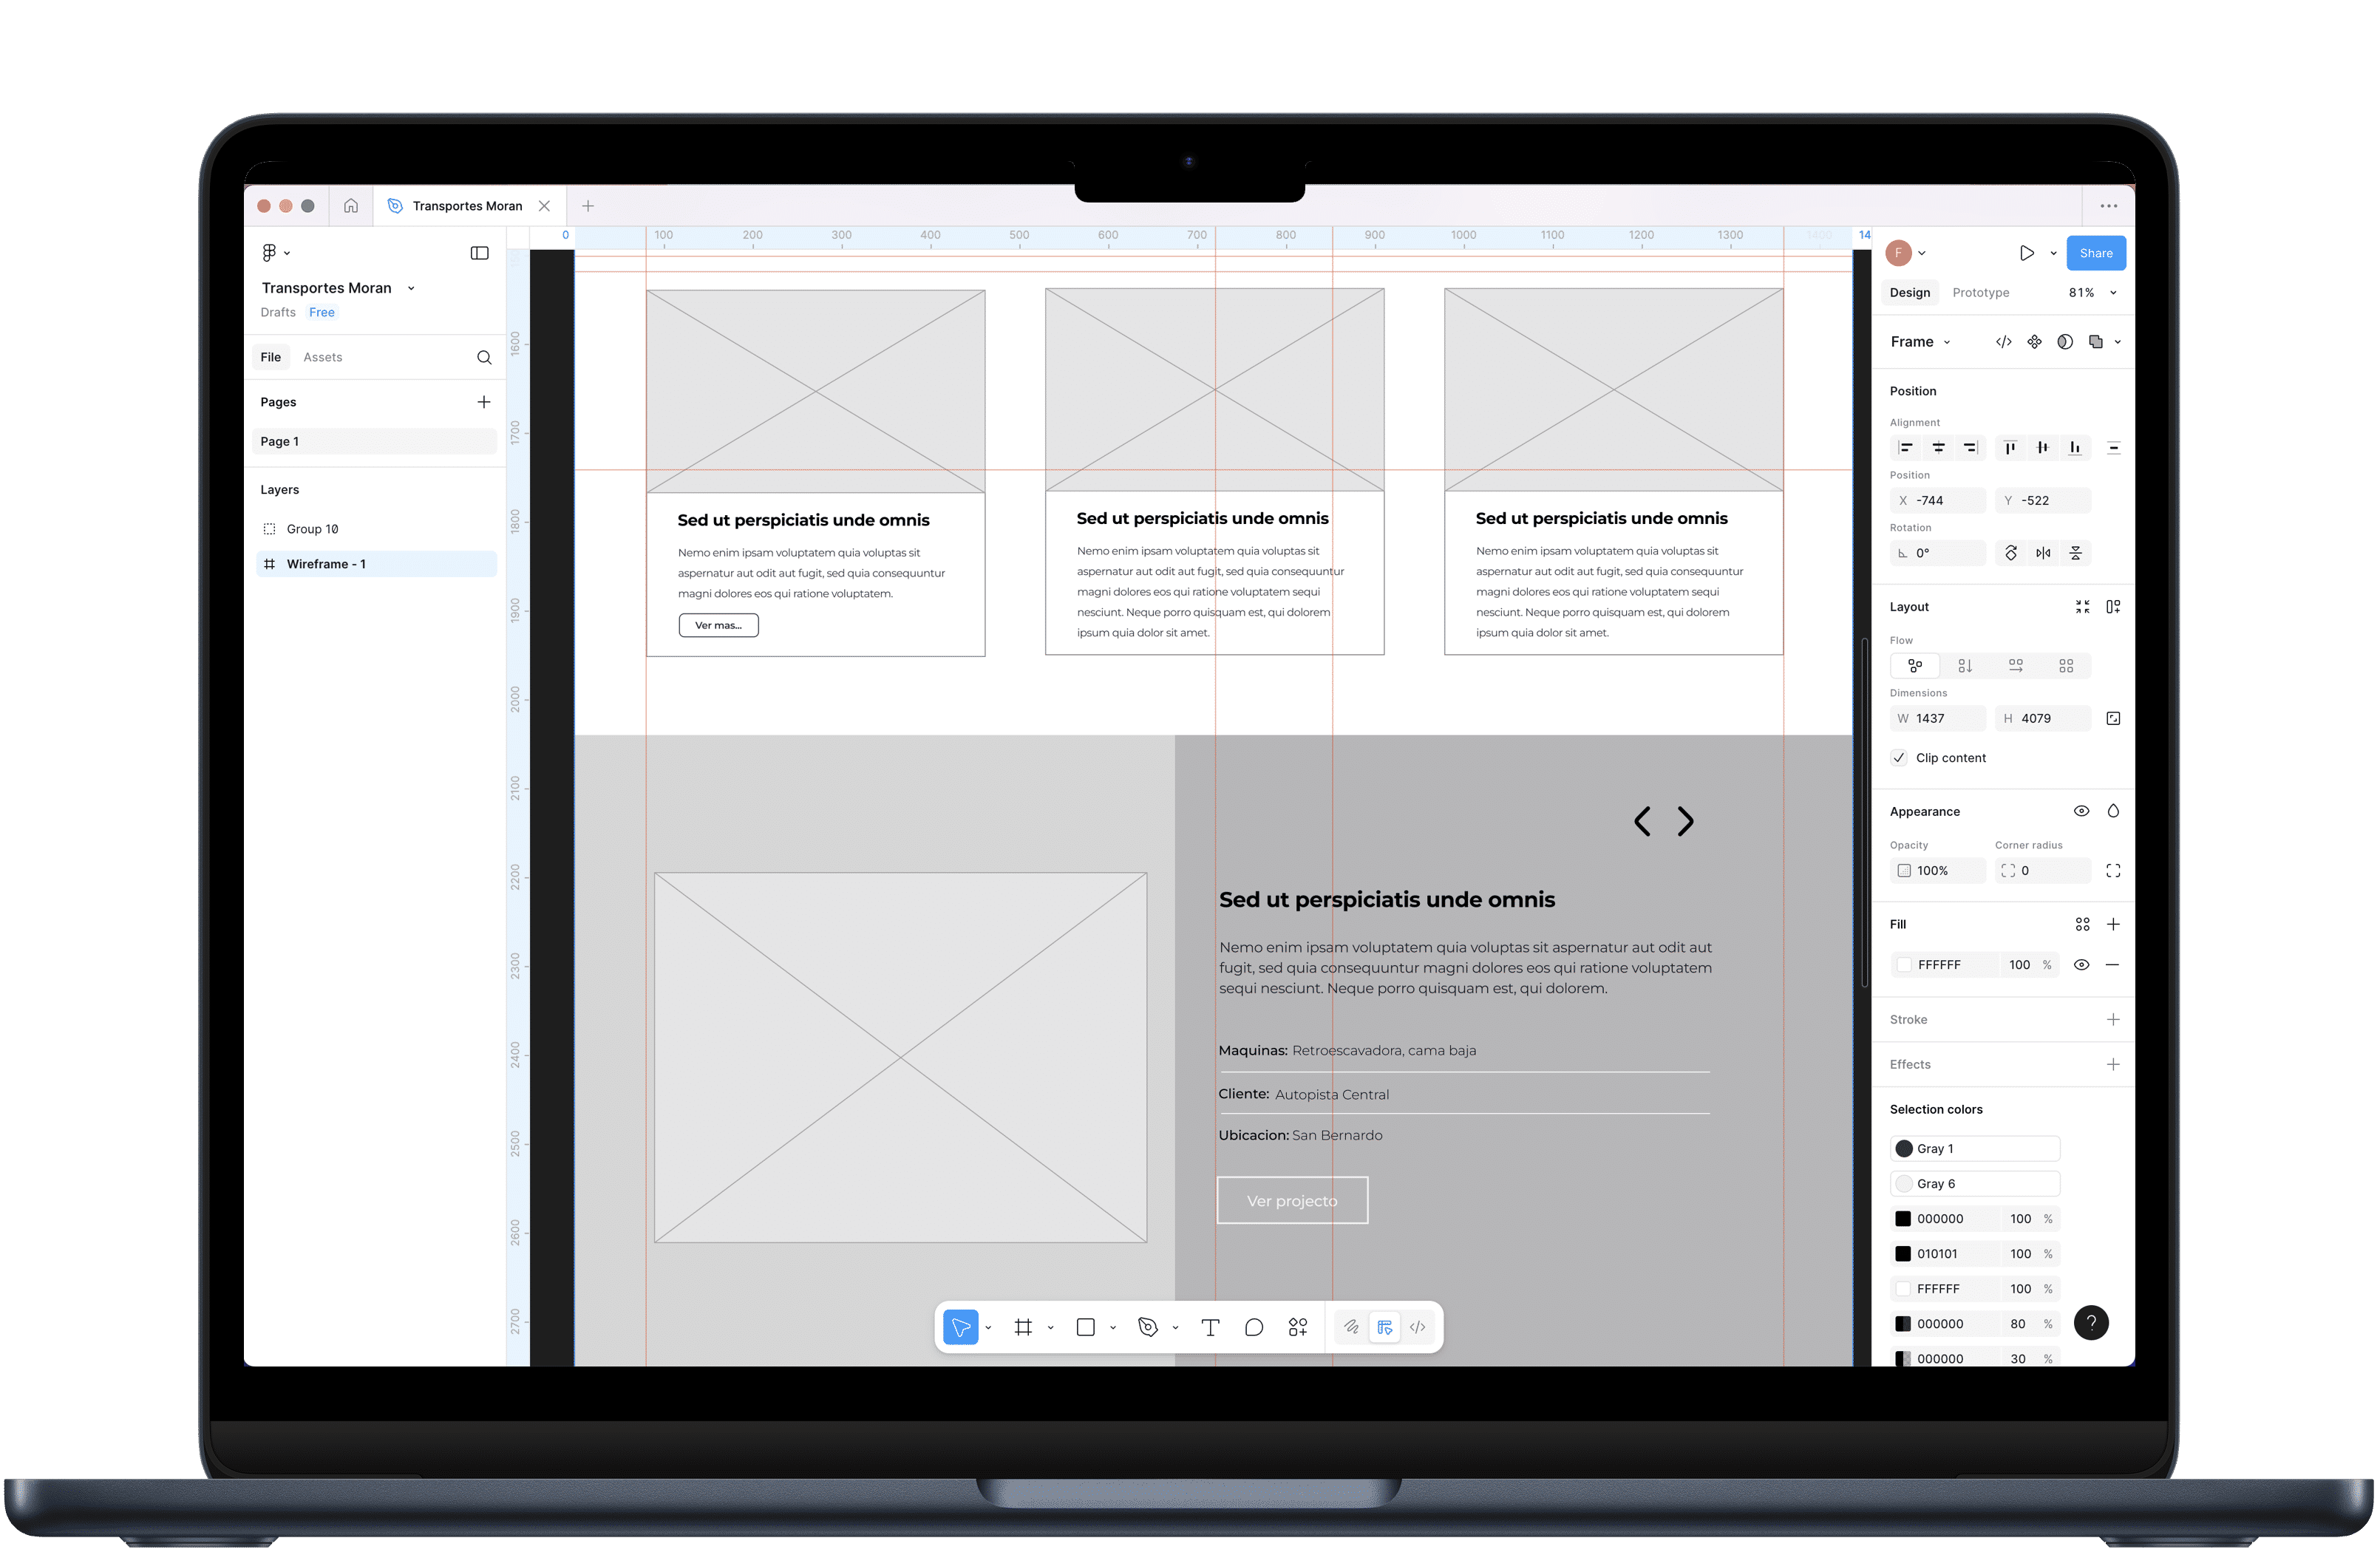 Transportes Moran
Transportes Moran
Drafts Free
File Assets
Pages
Page 1
Layers
Group 10
Wireframe - 1
0 100 200 300 400 500 600 700 800 900 1000 1100 1200 1300 1400 14
1600
1700
1800
1900
2000
2100
2200
2300
2400
2500
2600
2700
Sed ut perspiciatis unde omnis
Nemo enim ipsam voluptatem quia voluptas sit
aspernatur aut odit aut fugit, sed quia consequuntur
magni dolores eos qui ratione voluptatem.
Ver mas...
Sed ut perspiciatis unde omnis
Nemo enim ipsam voluptatem quia voluptas sit
aspernatur aut odit aut fugit, sed quia consequuntur
magni dolores eos qui ratione voluptatem sequi
nesciunt. Neque porro quisquam est, qui dolorem
ipsum quia dolor sit amet.
Sed ut perspiciatis unde omnis
Nemo enim ipsam voluptatem quia voluptas sit
aspernatur aut odit aut fugit, sed quia consequuntur
magni dolores eos qui ratione voluptatem sequi
nesciunt. Neque porro quisquam est, qui dolorem
ipsum quia dolor sit amet.
Sed ut perspiciatis unde omnis
Nemo enim ipsam voluptatem quia voluptas sit aspernatur aut odit aut
fugit, sed quia consequuntur magni dolores eos qui ratione voluptatem
sequi nesciunt. Neque porro quisquam est, qui dolorem.
Maquinas: Retroescavadora, cama baja
Cliente: Autopista Central
Ubicacion: San Bernardo
Ver projecto
F
Share
Design Prototype 81%
Frame
Position
Alignment
Position
X -744 Y -522
Rotation
0°
Layout
Flow
Dimensions
W 1437 H 4079
Clip content
Appearance
Opacity Corner radius
100% 0
Fill
FFFFFF 100 %
Stroke
Effects
Selection colors
Gray 1
Gray 6
000000 100 %
010101 100 %
FFFFFF 100 %
000000 80 %
000000 30 %
?